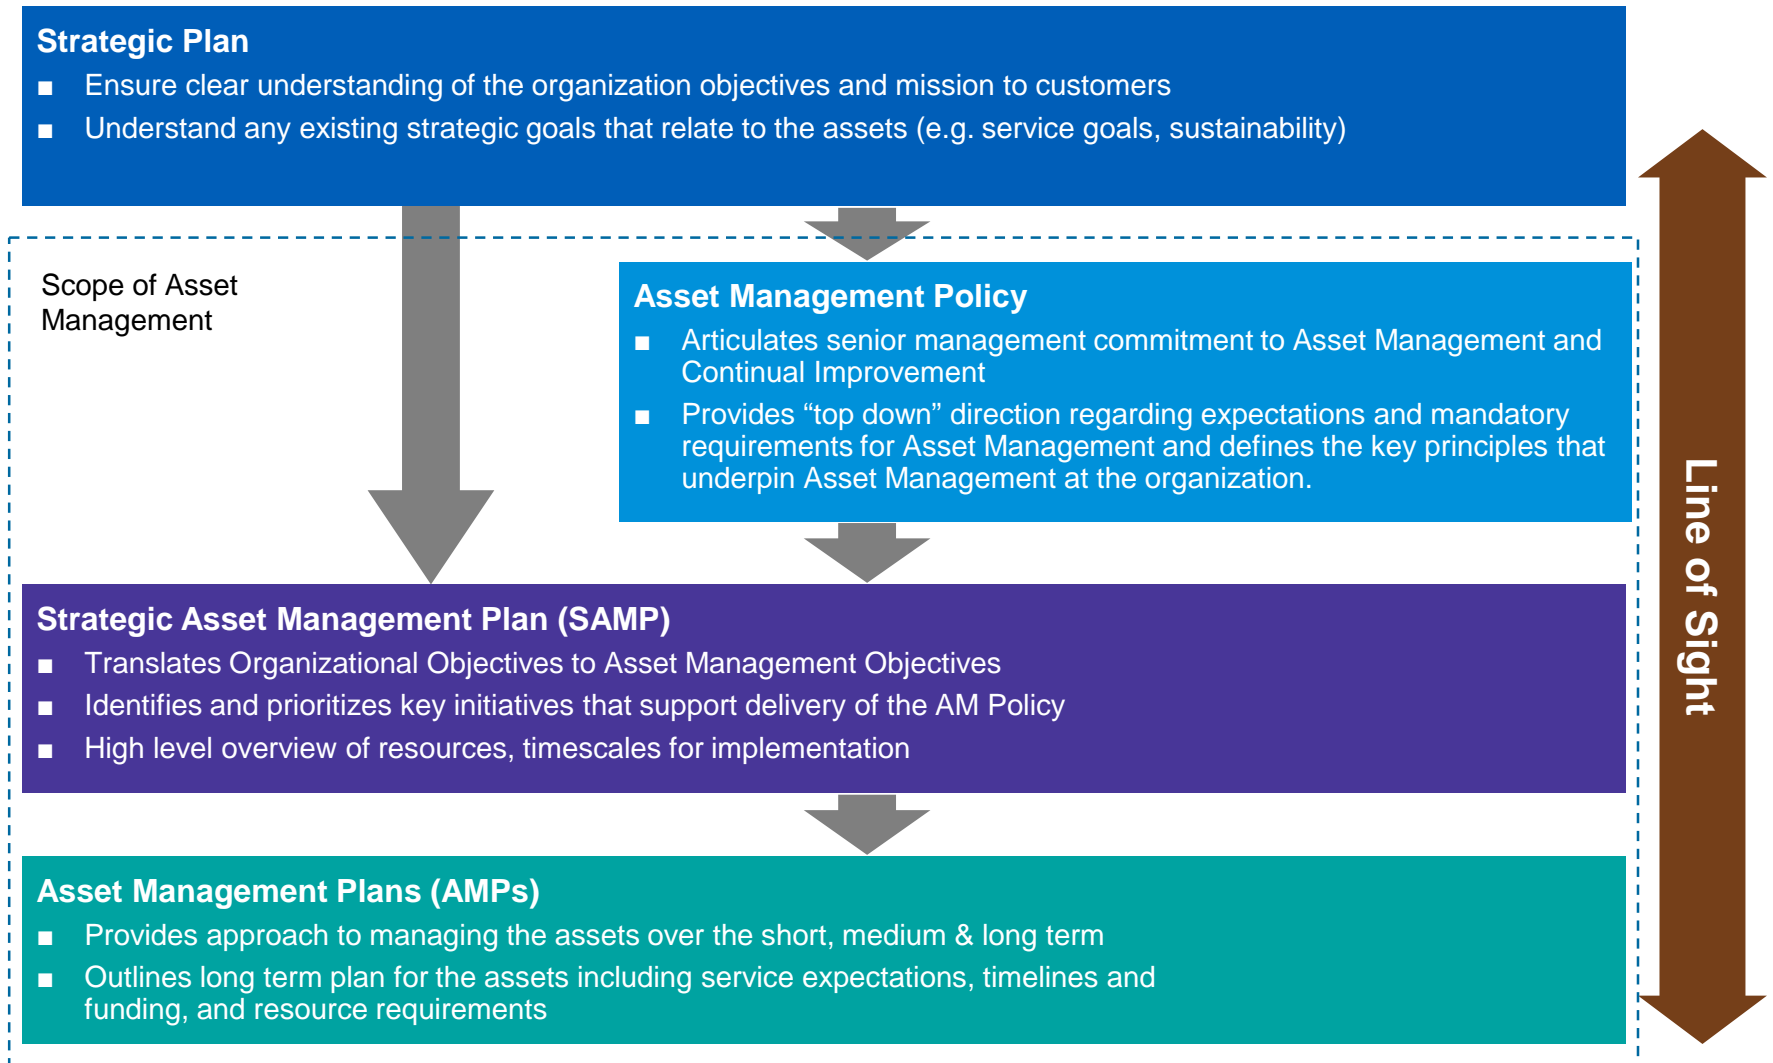 Strategic Plan
■ Ensure clear understanding of the organization objectives and mission to customers
■ Understand any existing strategic goals that relate to the assets (e.g. service goals, sustainability)
Scope of Asset
Management
Asset Management Policy
■ Articulates senior management commitment to Asset Management and
Continual Improvement
■ Provides “top down” direction regarding expectations and mandatory
requirements for Asset Management and defines the key principles that
underpin Asset Management at the organization.
Strategic Asset Management Plan (SAMP)
■ Translates Organizational Objectives to Asset Management Objectives
■ Identifies and prioritizes key initiatives that support delivery of the AM Policy
■ High level overview of resources, timescales for implementation
Asset Management Plans (AMPs)
■ Provides approach to managing the assets over the short, medium & long term
■ Outlines long term plan for the assets including service expectations, timelines and
funding, and resource requirements
Line of Sight